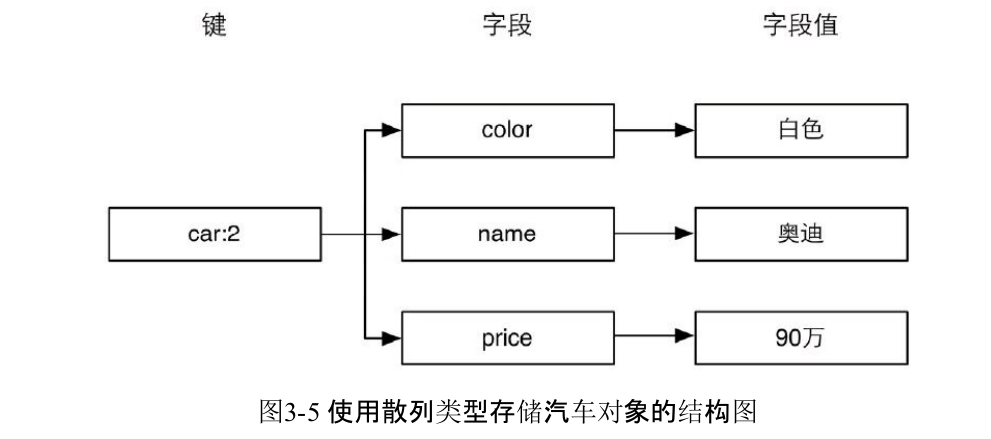 键 字段 字段值
color 白色
car:2 name 奥迪
price 90万
图3-5 使用散列类型存储汽车对象的结构图